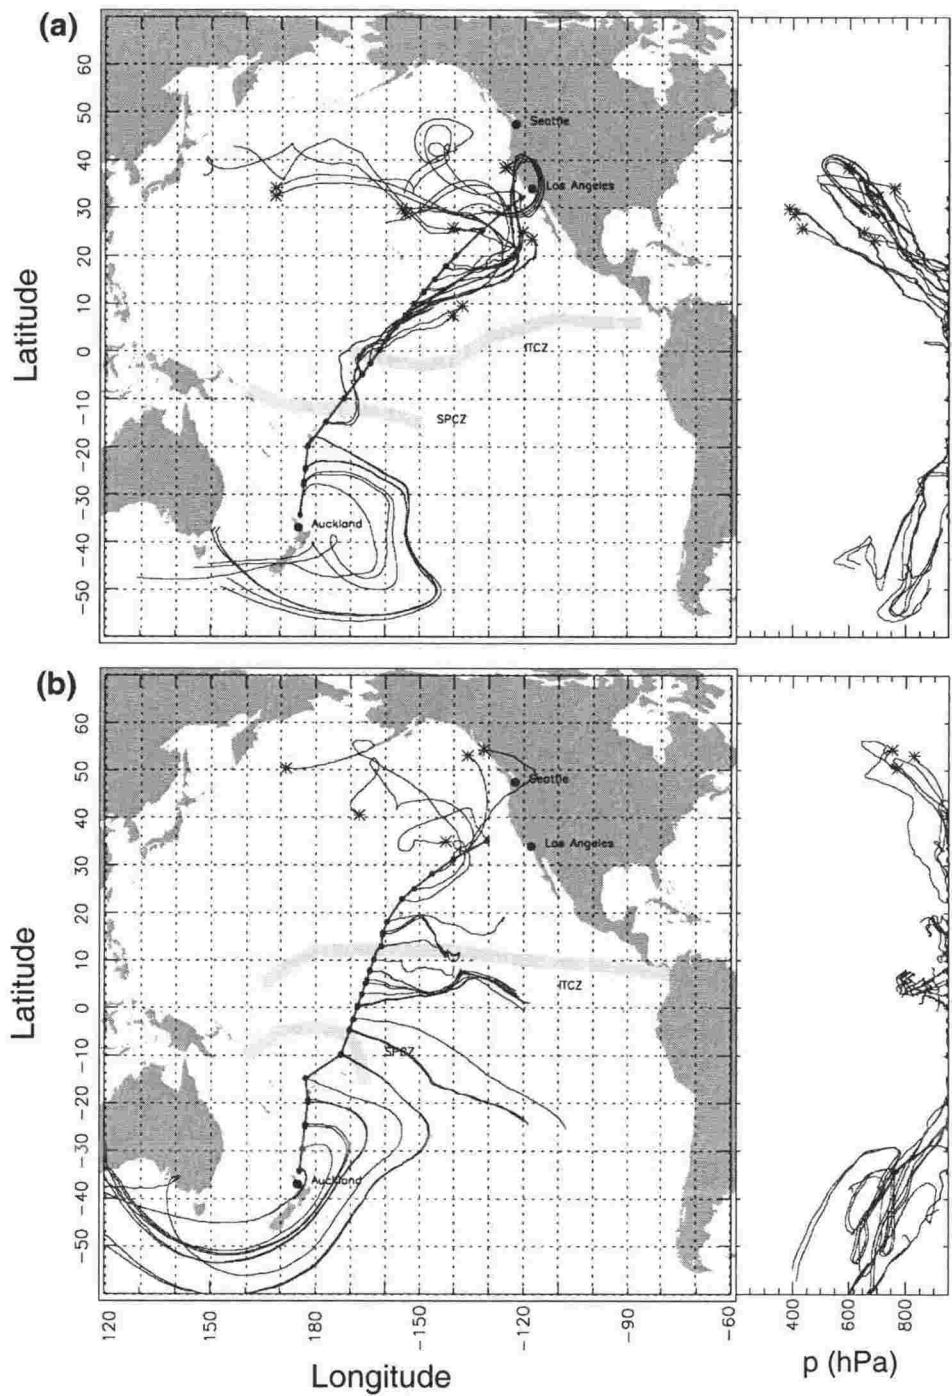 (a)
60
50
40
30
20
10
0
-10
-20
-30
-40
-50
Latitude
Seattle
Los Angeles
ITCZ
SPCZ
Auckland
(b)
60
50
40
30
20
10
0
-10
-20
-30
-40
-50
Latitude
Seattle
Los Angeles
ITCZ
SPCZ
Auckland
120
150
180
-150
-120
-90
-60
Longitude
400
600
800
p (hPa)